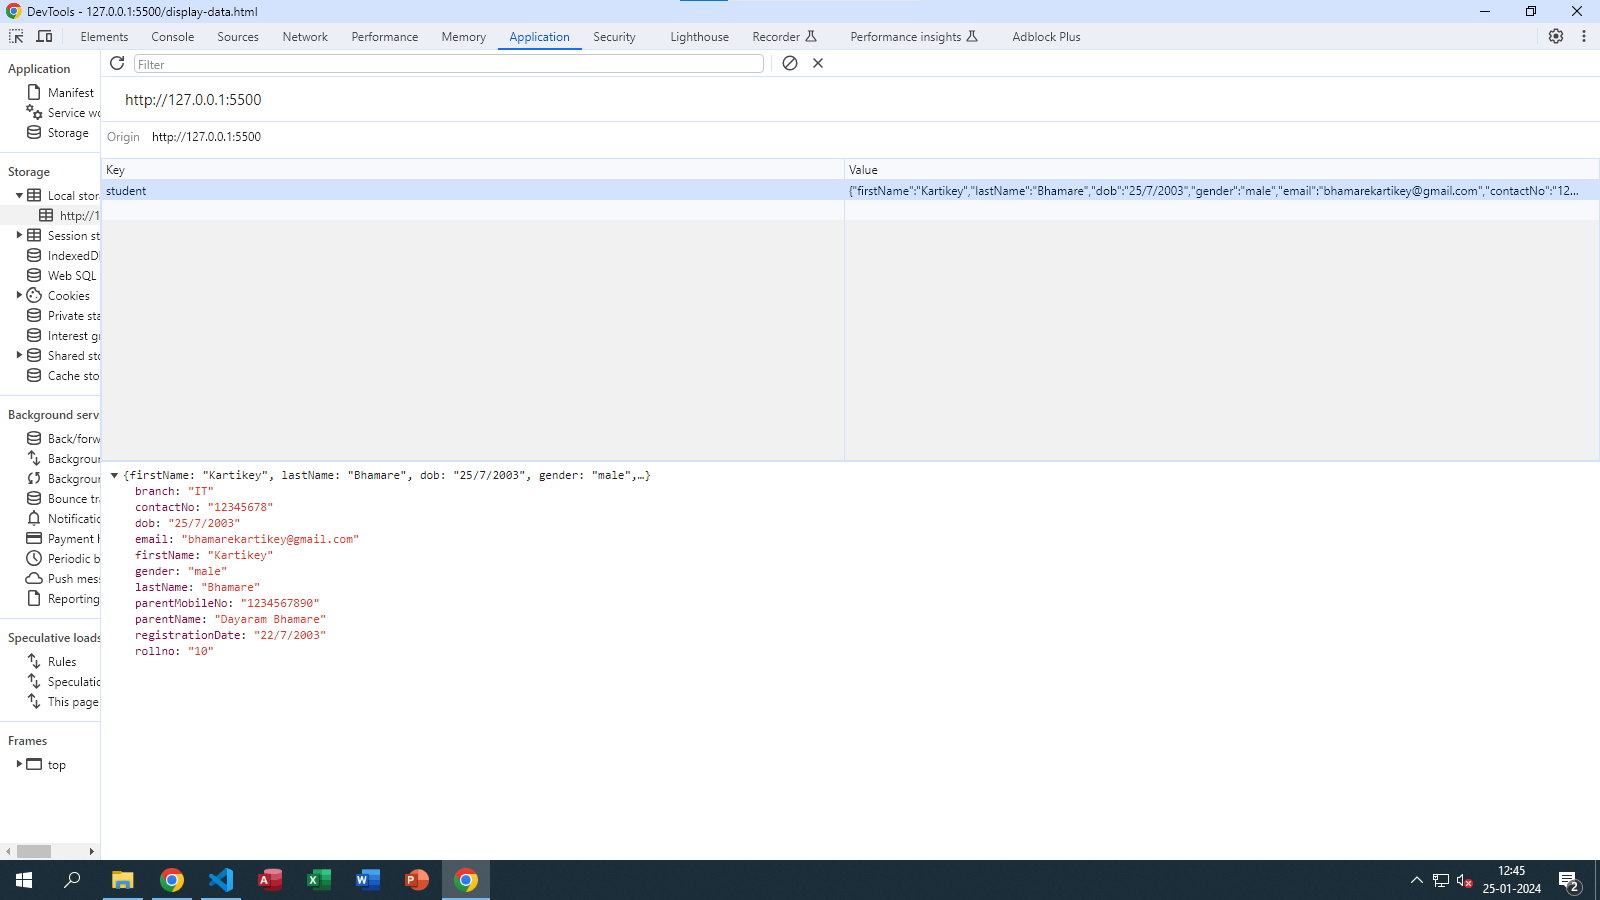 DevTools - 127.0.0.1:5500/display-data.html
Elements Console Sources Network Performance Memory Application Security Lighthouse Recorder Performance insights Adblock Plus
Application
Manifest
Service wo
Storage
Storage
Local stor
http://1
Session st
IndexedDB
Web SQL
Cookies
Private sta
Interest g
Shared sto
Cache sto
Background serv
Back/forw
Backgroun
Backgroun
Bounce tra
Notificatio
Payment h
Periodic b
Push mess
Reporting
Speculative loads
Rules
Speculatio
This page
Frames
top
Filter
http://127.0.0.1:5500
Origin http://127.0.0.1:5500
Key Value
student {"firstName":"Kartikey","lastName":"Bhamare","dob":"25/7/2003","gender":"male","email":"bhamarekartikey@gmail.com","contactNo":"12...
{firstName: "Kartikey", lastName: "Bhamare", dob: "25/7/2003", gender: "male",…}
branch: "IT"
contactNo: "12345678"
dob: "25/7/2003"
email: "bhamarekartikey@gmail.com"
firstName: "Kartikey"
gender: "male"
lastName: "Bhamare"
parentMobileNo: "1234567890"
parentName: "Dayaram Bhamare"
registrationDate: "22/7/2003"
rollno: "10"
12:45
25-01-2024
2